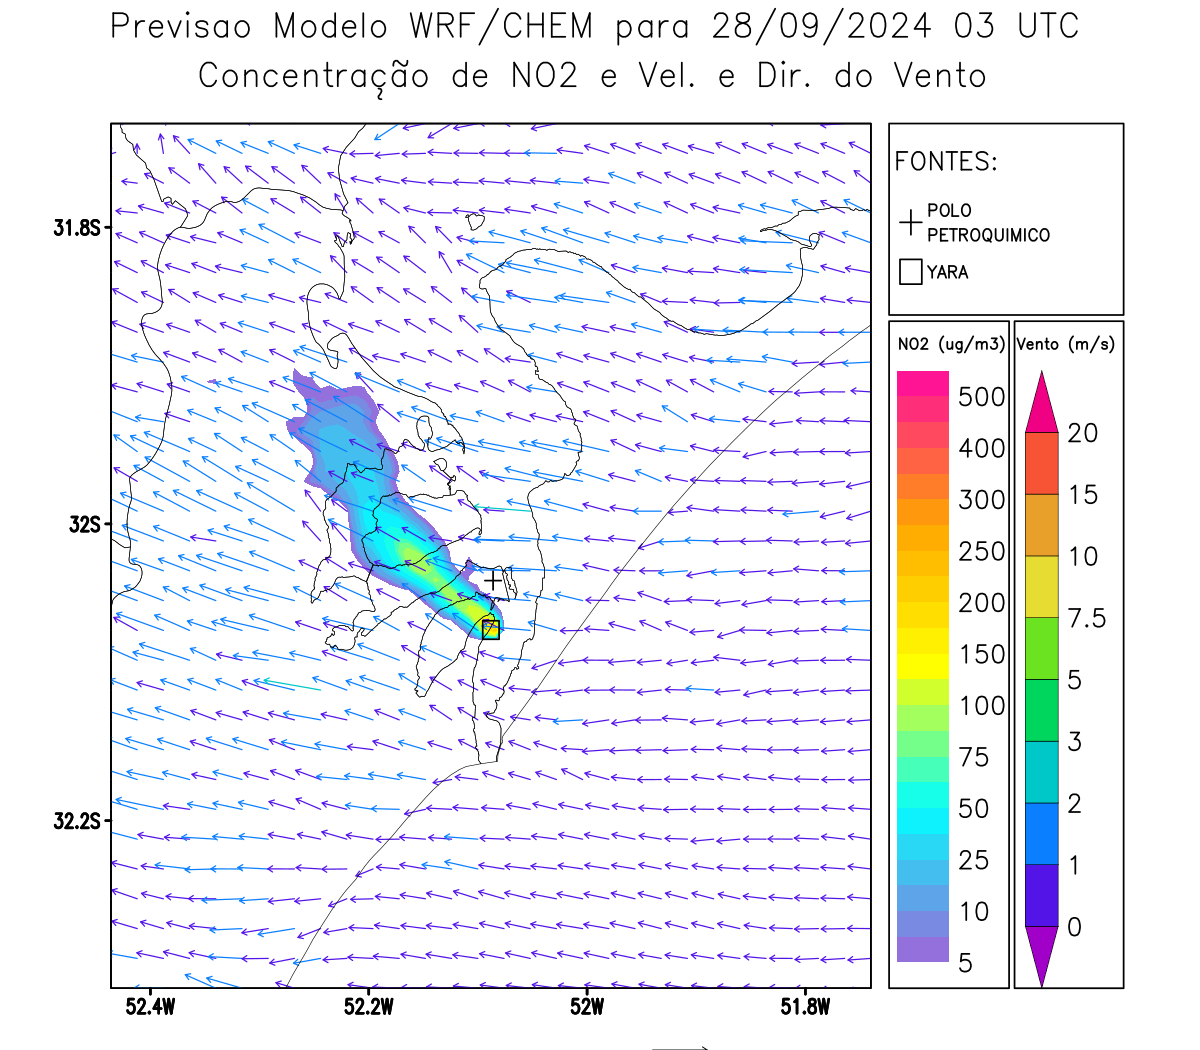 Previsao Modelo WRF/CHEM para 28/09/2024 03 UTC
Concentração de NO2 e Vel. e Dir. do Vento
FONTES:
POLO
PETROQUIMICO
YARA
NO2 (ug/m3)
500
400
300
250
200
150
100
75
50
25
10
5
Vento (m/s)
20
15
10
7.5
5
3
2
1
0
31.8S
32S
32.2S
52.4W
52.2W
52W
51.8W